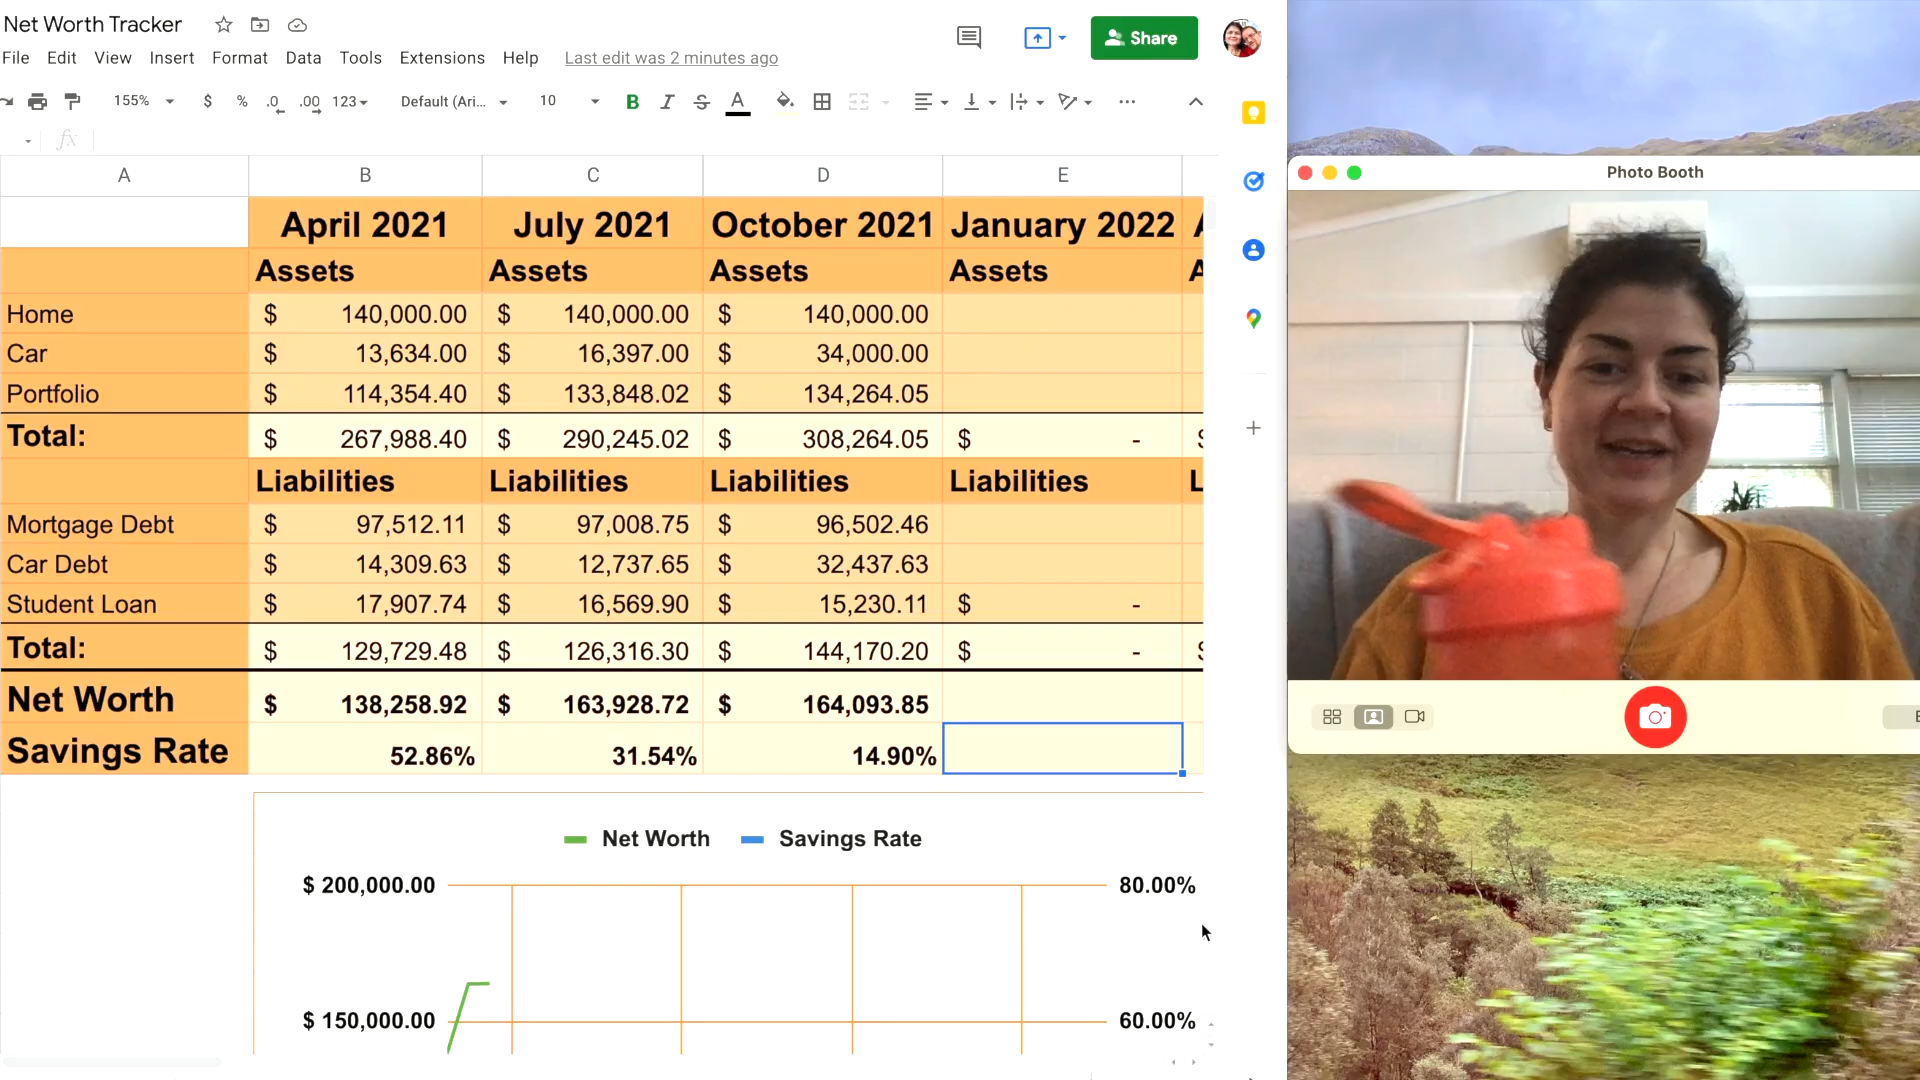 Net Worth Tracker
File Edit View Insert Format Data Tools Extensions Help Last edit was 2 minutes ago
Share
155% $ % .0 .00 123 Default (Ari... 10 B I S A ...
fx
A B C D E
April 2021 July 2021 October 2021 January 2022
Assets Assets Assets Assets
Home $ 140,000.00 $ 140,000.00 $ 140,000.00
Car $ 13,634.00 $ 16,397.00 $ 34,000.00
Portfolio $ 114,354.40 $ 133,848.02 $ 134,264.05
Total: $ 267,988.40 $ 290,245.02 $ 308,264.05 $ -
Liabilities Liabilities Liabilities Liabilities
Mortgage Debt $ 97,512.11 $ 97,008.75 $ 96,502.46
Car Debt $ 14,309.63 $ 12,737.65 $ 32,437.63
Student Loan $ 17,907.74 $ 16,569.90 $ 15,230.11 $ -
Total: $ 129,729.48 $ 126,316.30 $ 144,170.20 $ -
Net Worth $ 138,258.92 $ 163,928.72 $ 164,093.85
Savings Rate 52.86% 31.54% 14.90%
Net Worth Savings Rate
$ 200,000.00 80.00%
$ 150,000.00 60.00%
Photo Booth